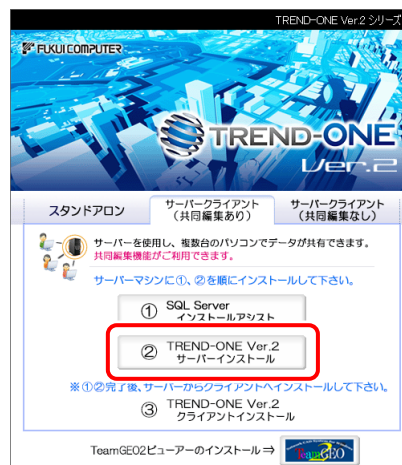 TREND-ONE Ver.2 シリーズ
FUKUI COMPUTER
TREND-ONE
Ver.2
スタンドアロン
サーバークライアント
(共同編集あり)
サーバークライアント
(共同編集なし)
サーバーを使用し、複数台のパソコンでデータが共有できます。
共同編集機能がご利用できます。
サーバーマシンに①、②を順にインストールして下さい。
① SQL Server
インストールアシスト
② TREND-ONE Ver.2
サーバーインストール
※①②完了後、サーバーからクライアントへインストールして下さい。
③ TREND-ONE Ver.2
クライアントインストール
TeamGEO2ビューアーのインストール⇒
TeamGEO